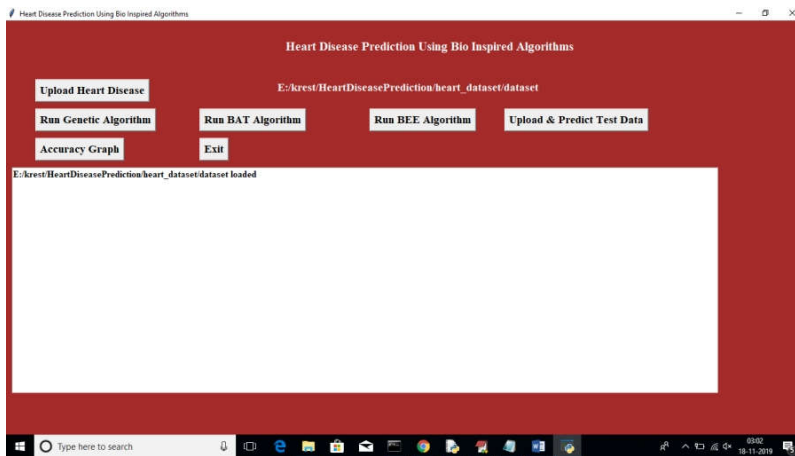 Heart Disease Prediction Using Bio Inspired Algorithms
Heart Disease Prediction Using Bio Inspired Algorithms
Upload Heart Disease
E:/krest/HeartDiseasePrediction/heart_dataset/dataset
Run Genetic Algorithm
Run BAT Algorithm
Run BEE Algorithm
Upload & Predict Test Data
Accuracy Graph
Exit
E:/krest/HeartDiseasePrediction/heart_dataset/dataset loaded
Type here to search
03:02
18-11-2019